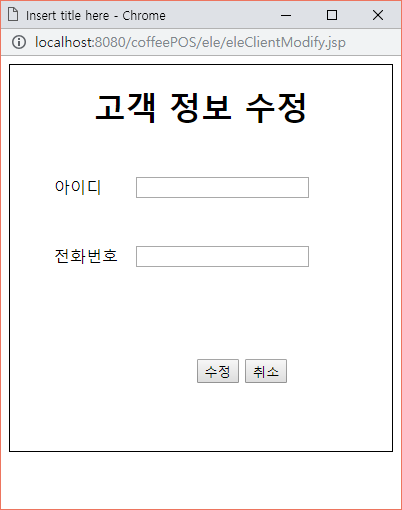 Insert title here - Chrome
localhost:8080/coffeePOS/ele/eleClientModify.jsp
고객 정보 수정
아이디
전화번호
수정 취소